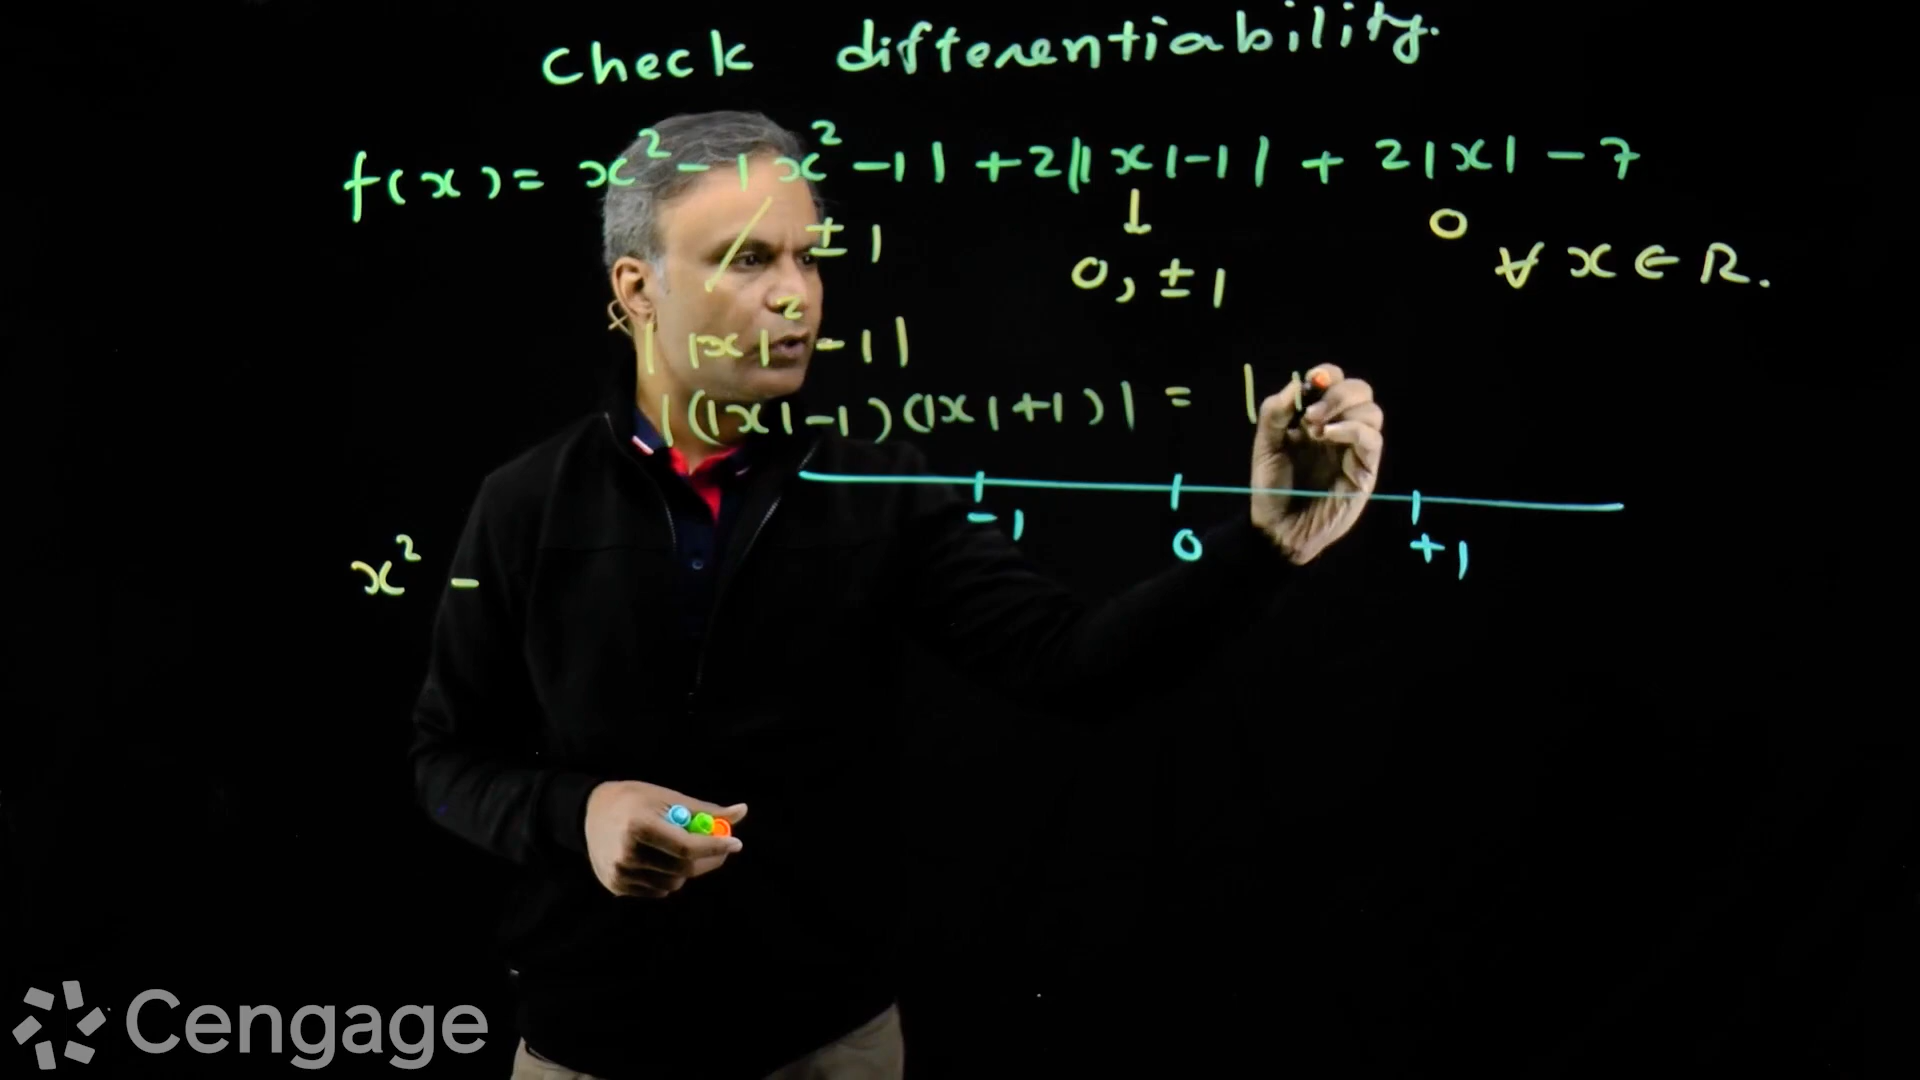 Check differentiability.
f(x) = x² - |x² - 1| + 2||x| - 1| + 2|x| - 7
± 1
0, ± 1
0
∀ x ∈ R.
||x|² - 1|
|(|x| - 1)(|x| + 1)| = |
-1 0 +1
x² -
Cengage